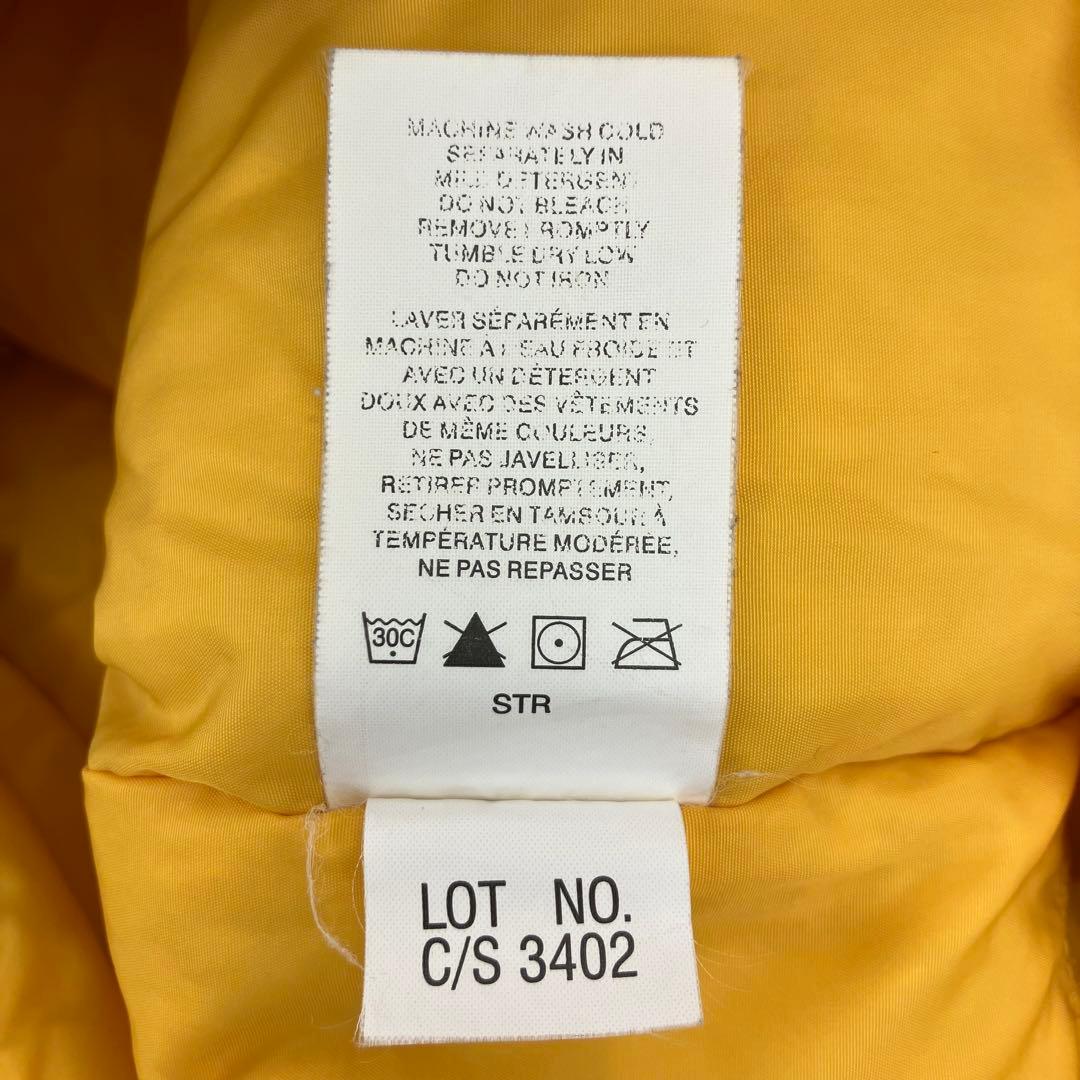 MACHINE WASH COLD
SEPARATELY IN
MILD DETERGENT
DO NOT BLEACH
REMOVE PROMPTLY
TUMBLE DRY LOW
DO NOT IRON
LAVER SÉPARÉMENT EN
MACHINE À L'EAU FROIDE ET
AVEC UN DÉTERGENT
DOUX AVEC DES VÊTEMENTS
DE MÊME COULEURS,
NE PAS JAVELLISER,
RETIRER PROMPTEMENT,
SECHER EN TAMBOUR À
TEMPÉRATURE MODÉRÉE,
NE PAS REPASSER
30C
STR
LOT NO.
C/S 3402